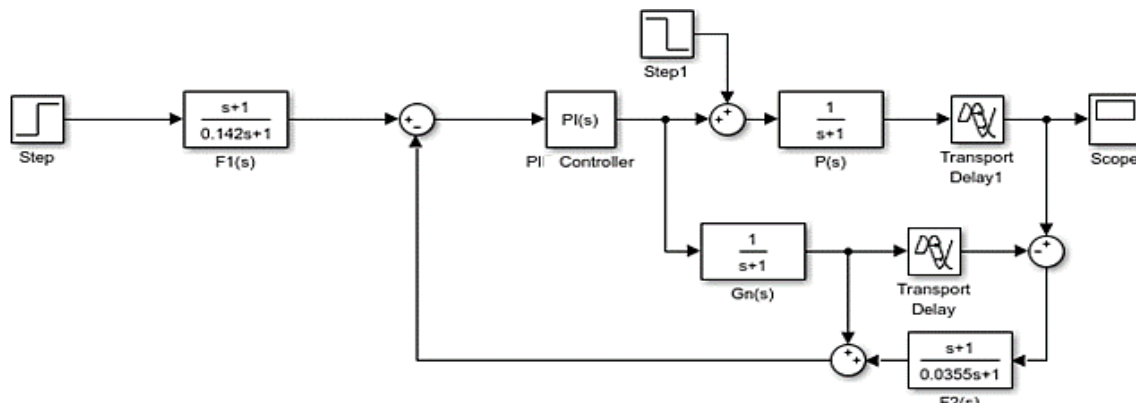 Step1
Step
s+1
0.142s+1
F1(s)
+
-
PI(s)
Controller
+
+
1
s+1
P(s)
Transport
Delay1
Scope
1
s+1
Gn(s)
Transport
Delay
-
+
+
+
s+1
0.0355s+1